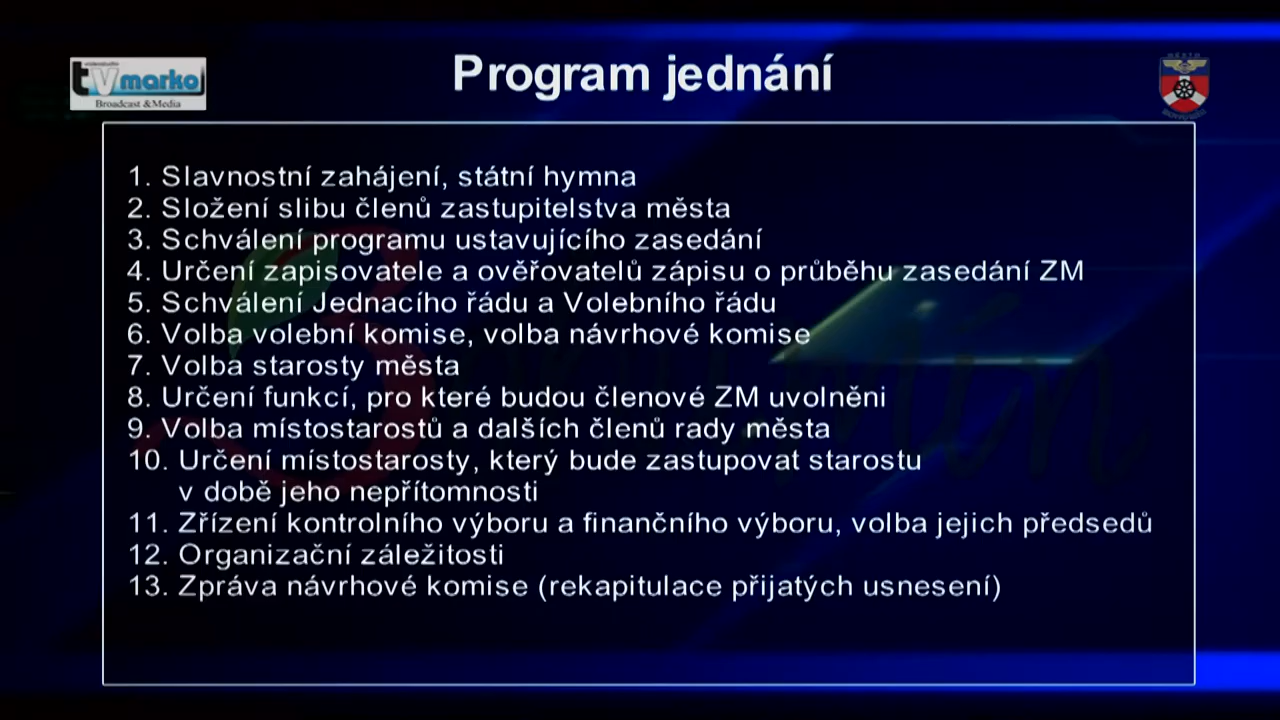 Program jednání
tvmarko
Broadcast & Media
1. Slavnostní zahájení, státní hymna
2. Složení slibu členů zastupitelstva města
3. Schválení programu ustavujícího zasedání
4. Určení zapisovatele a ověřovatelů zápisu o průběhu zasedání ZM
5. Schválení Jednacího řádu a Volebního řádu
6. Volba volební komise, volba návrhové komise
7. Volba starosty města
8. Určení funkcí, pro které budou členové ZM uvolněni
9. Volba místostarostů a dalších členů rady města
10. Určení místostarosty, který bude zastupovat starostu
v době jeho nepřítomnosti
11. Zřízení kontrolního výboru a finančního výboru, volba jejich předsedů
12. Organizační záležitosti
13. Zpráva návrhové komise (rekapitulace přijatých usnesení)